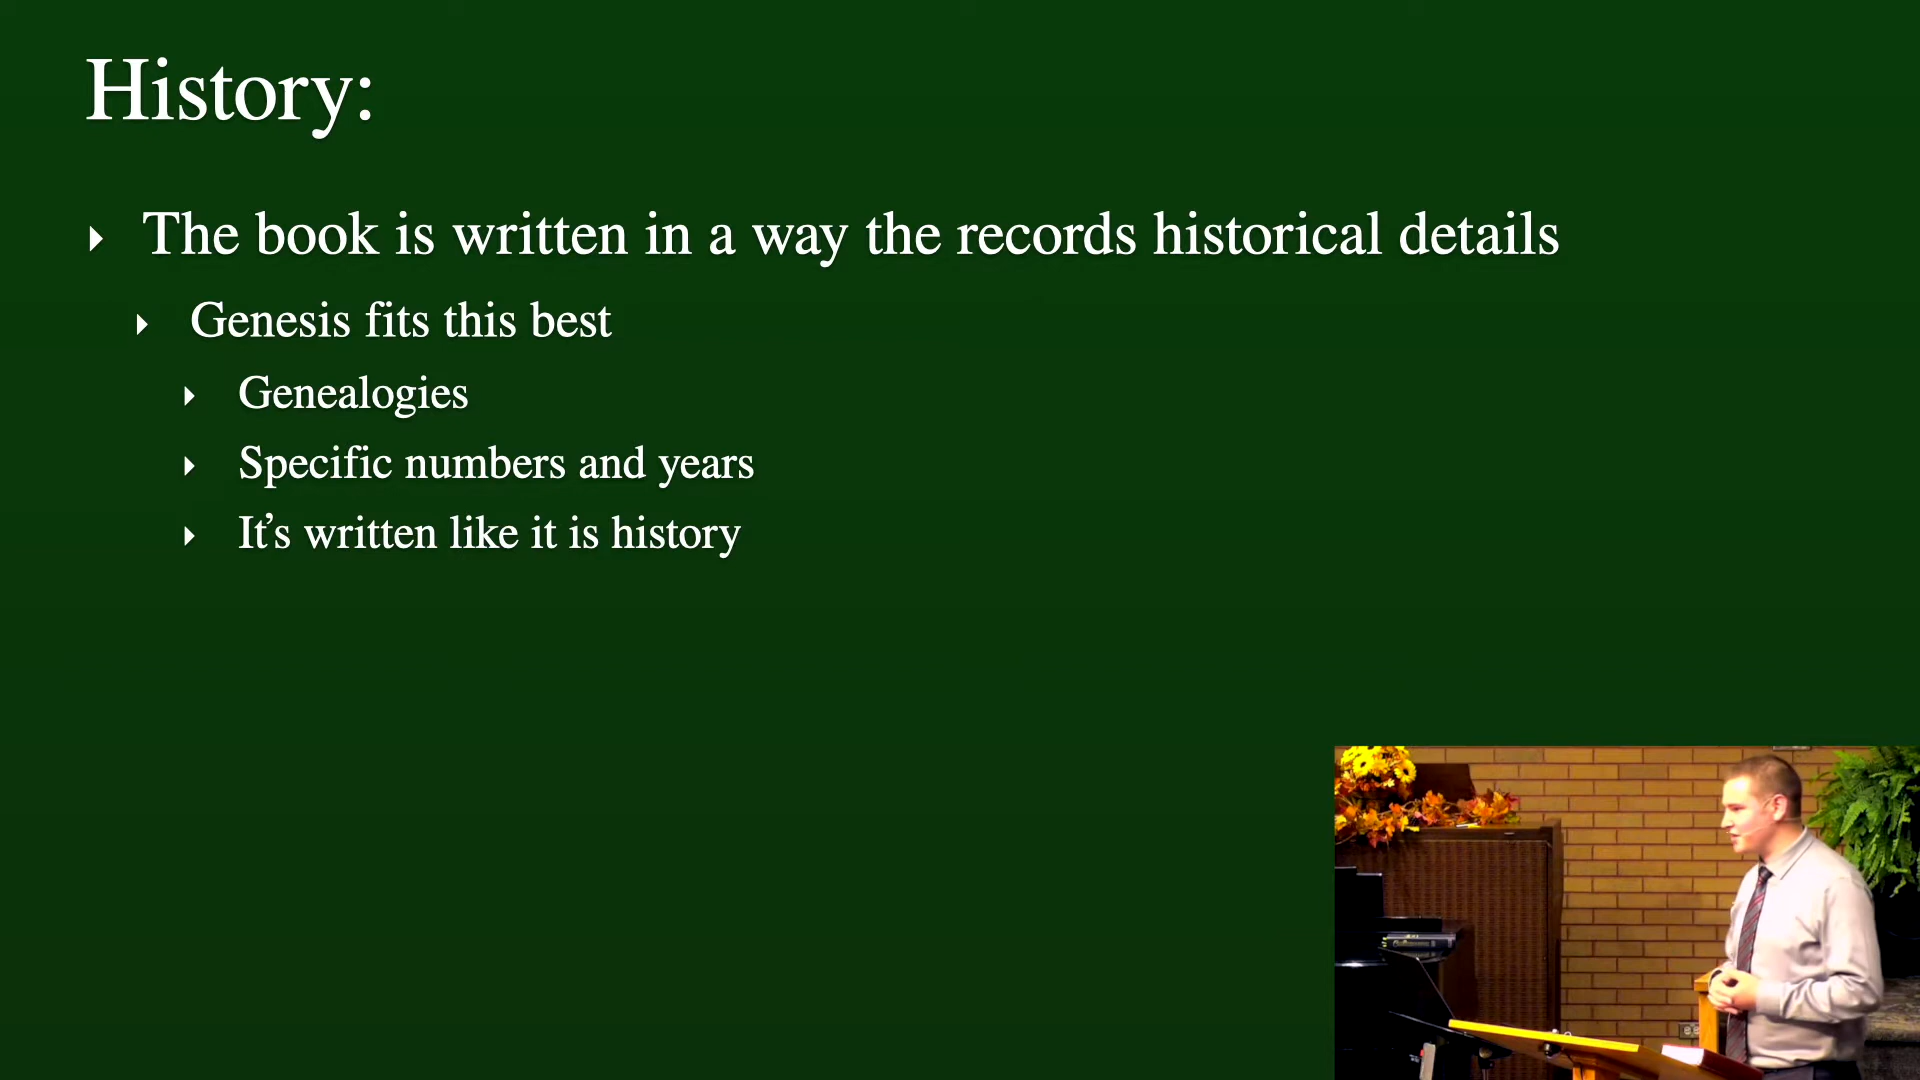 History:
The book is written in a way the records historical details
Genesis fits this best
Genealogies
Specific numbers and years
It's written like it is history